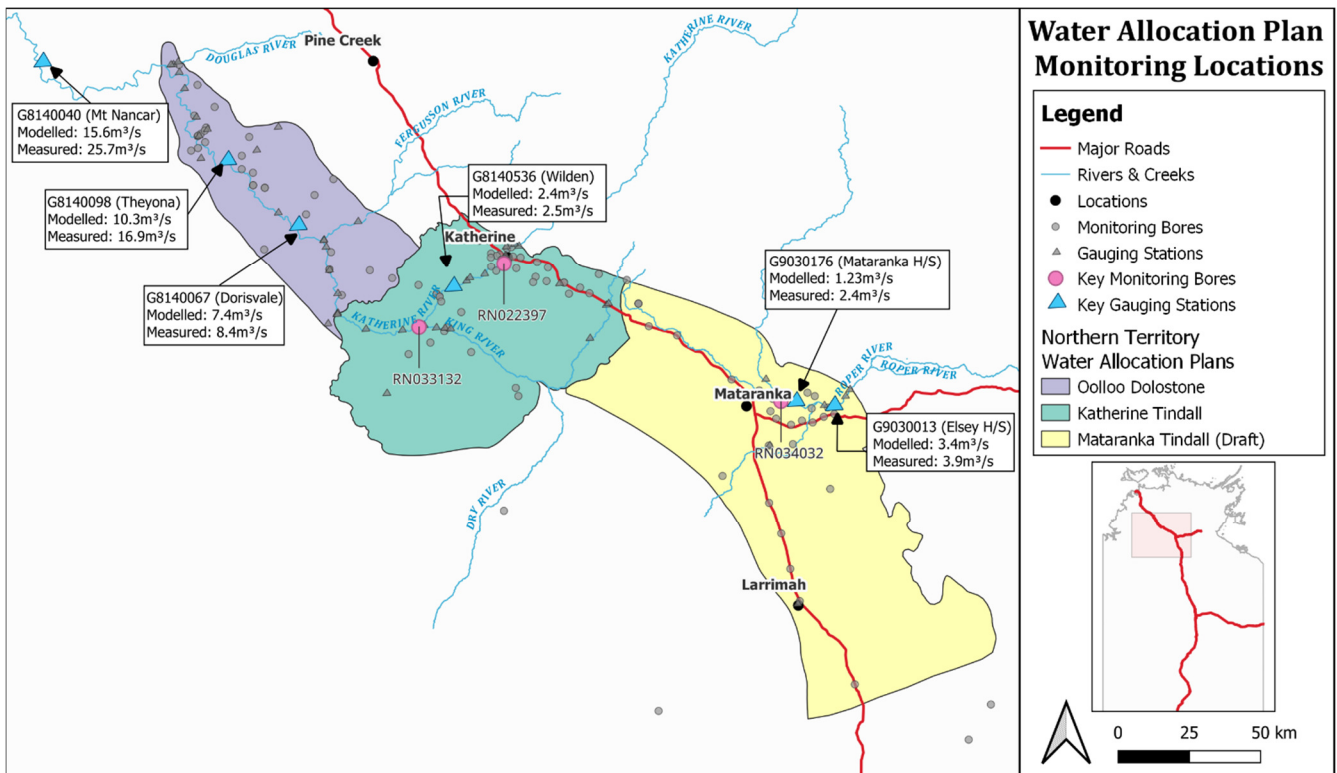 Pine Creek
DOUGLAS RIVER
KATHERINE RIVER
FERGUSSON RIVER
G8140040 (Mt Nancar)
Modelled: 15.6m³/s
Measured: 25.7m³/s
G8140098 (Theyona)
Modelled: 10.3m³/s
Measured: 16.9m³/s
G8140536 (Wilden)
Modelled: 2.4m³/s
Measured: 2.5m³/s
Katherine
G8140067 (Dorisvale)
Modelled: 7.4m³/s
Measured: 8.4m³/s
G9030176 (Mataranka H/S)
Modelled: 1.23m³/s
Measured: 2.4m³/s
KATHERINE RIVER
KING RIVER
RN022397
RN033132
ROPER RIVER
ROPER RIVER
Mataranka
RN034032
G9030013 (Elsey H/S)
Modelled: 3.4m³/s
Measured: 3.9m³/s
DRY RIVER
Larrimah
Water Allocation Plan
Monitoring Locations
Legend
Major Roads
Rivers & Creeks
Locations
Monitoring Bores
Gauging Stations
Key Monitoring Bores
Key Gauging Stations
Northern Territory
Water Allocation Plans
Oolloo Dolostone
Katherine Tindall
Mataranka Tindall (Draft)
0 25 50 km